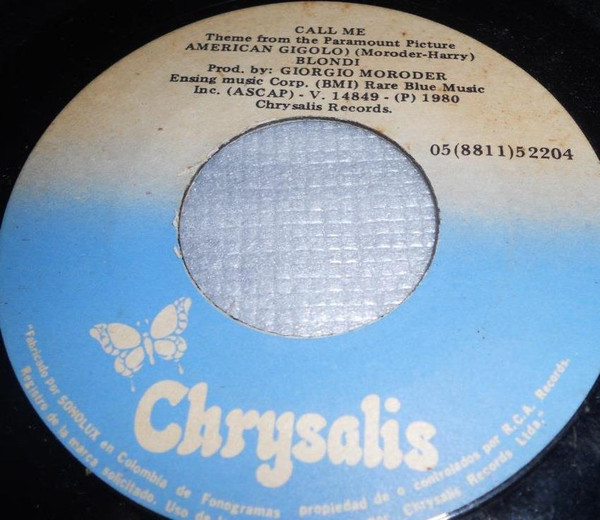 CALL ME
Theme from the Paramount Picture
AMERICAN GIGOLO) (Moroder-Harry)
BLONDI
Prod. by: GIORGIO MORODER
Ensing music Corp. (BMI) Rare Blue Music
Inc. (ASCAP) - V. 14849 - (P) 1980
Chrysalis Records.
05(8811)52204
Chrysalis
"Fabricado por SONOLUX en Colombia de Fonogramas propiedad de o controlados por R.C.A. Records.
Registro de la marca solicitado. Uso de Chrysalis Records Ltda."